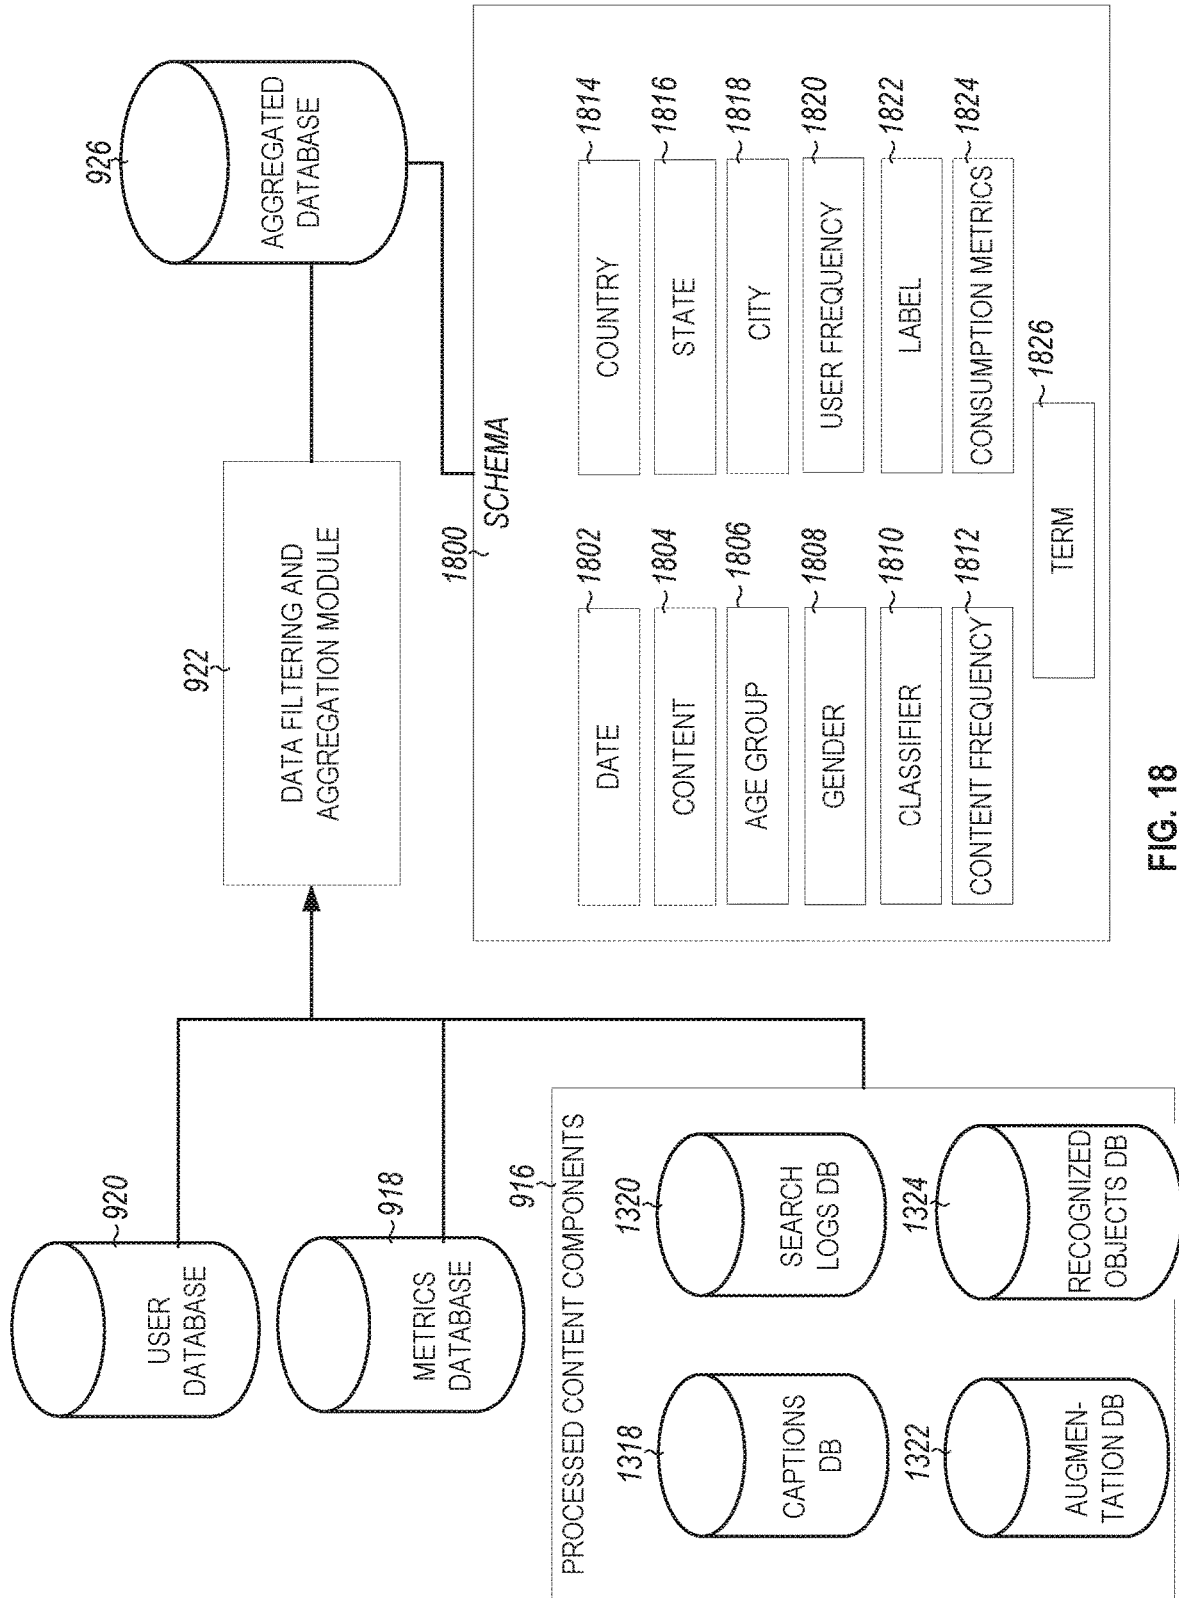 920
USER
DATABASE
918
METRICS
DATABASE
916
PROCESSED CONTENT COMPONENTS
1318
CAPTIONS
DB
1320
SEARCH
LOGS DB
1322
AUGMEN-
TATION DB
1324
RECOGNIZED
OBJECTS DB
922
DATA FILTERING AND
AGGREGATION MODULE
926
AGGREGATED
DATABASE
1800
SCHEMA
DATE
1802
CONTENT
1804
AGE GROUP
1806
GENDER
1808
CLASSIFIER
1810
CONTENT FREQUENCY
1812
COUNTRY
1814
STATE
1816
CITY
1818
USER FREQUENCY
1820
LABEL
1822
CONSUMPTION METRICS
1824
TERM
1826
FIG. 18